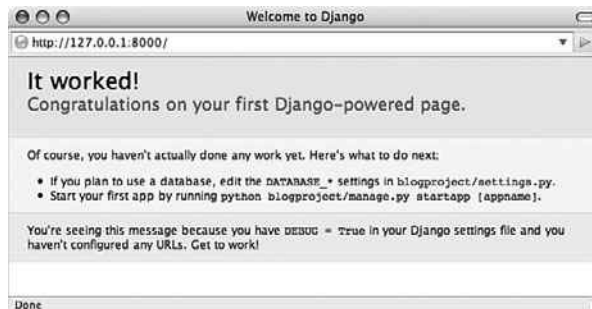 Welcome to Django
http://127.0.0.1:8000/
It worked!
Congratulations on your first Django-powered page.
Of course, you haven't actually done any work yet. Here's what to do next:
• If you plan to use a database, edit the DATABASE_* settings in blogproject/settings.py.
• Start your first app by running python blogproject/manage.py startapp [appname].
You're seeing this message because you have DEBUG = True in your Django settings file and you
haven't configured any URLs. Get to work!
Done